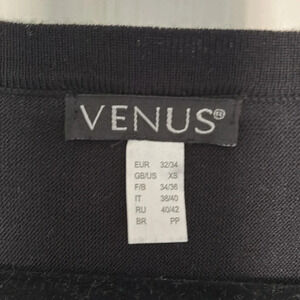 VENUS®
EUR 32/34
GB/US XS
F/B 34/36
IT 38/40
RU 40/42
BR PP